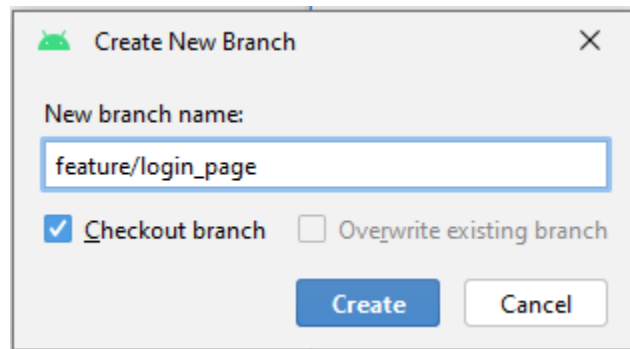 Create New Branch
New branch name:
feature/login_page
Checkout branch Overwrite existing branch
Create Cancel